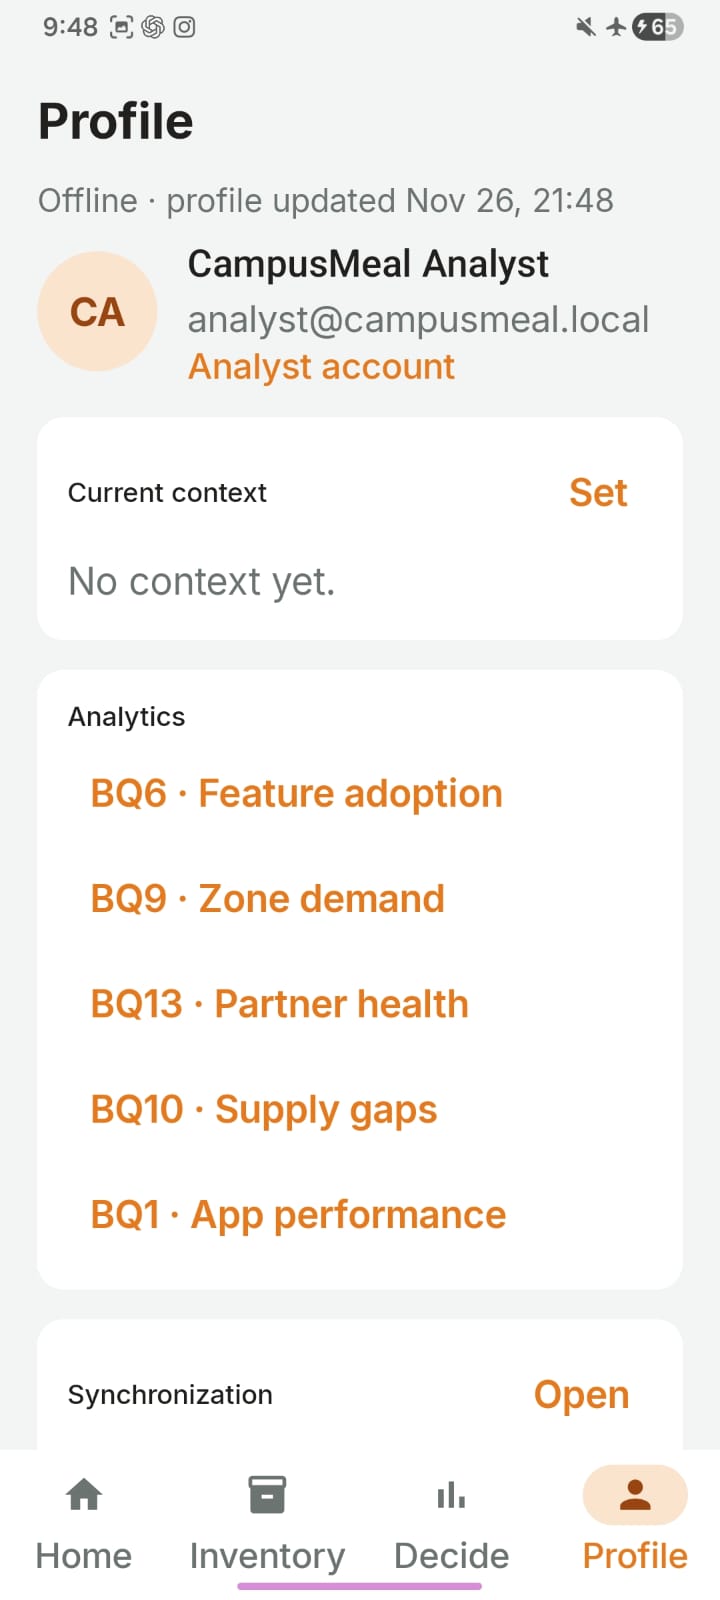 9:48
65
Profile
Offline · profile updated Nov 26, 21:48
CA
CampusMeal Analyst
analyst@campusmeal.local
Analyst account
Current context
Set
No context yet.
Analytics
BQ6 · Feature adoption
BQ9 · Zone demand
BQ13 · Partner health
BQ10 · Supply gaps
BQ1 · App performance
Synchronization
Open
Home
Inventory
Decide
Profile